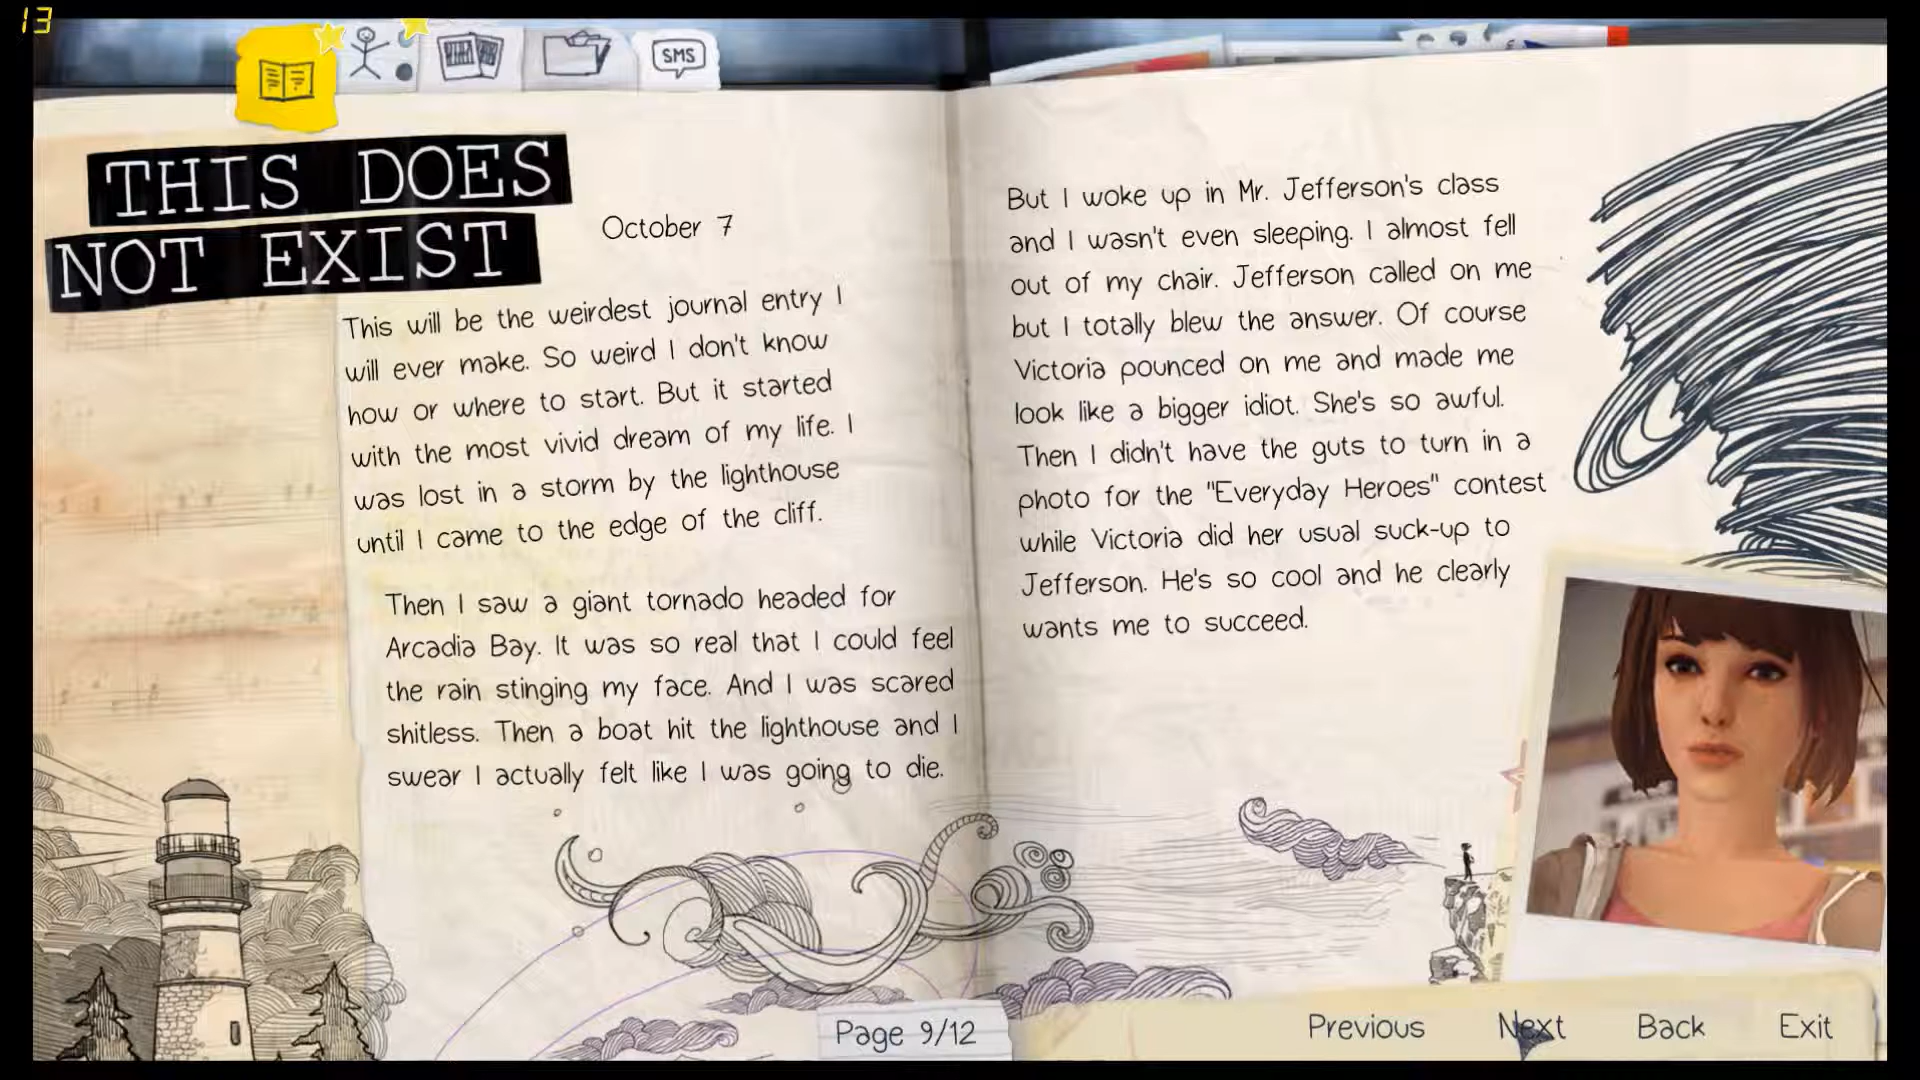 13
SMS
THIS DOES
NOT EXIST
October 7
This will be the weirdest journal entry I
will ever make. So weird I don't know
how or where to start. But it started
with the most vivid dream of my life. I
was lost in a storm by the lighthouse
until I came to the edge of the cliff.
Then I saw a giant tornado headed for
Arcadia Bay. It was so real that I could feel
the rain stinging my face. And I was scared
shitless. Then a boat hit the lighthouse and I
swear I actually felt like I was going to die.
But I woke up in Mr. Jefferson's class
and I wasn't even sleeping. I almost fell
out of my chair. Jefferson called on me
but I totally blew the answer. Of course
Victoria pounced on me and made me
look like a bigger idiot. She's so awful.
Then I didn't have the guts to turn in a
photo for the "Everyday Heroes" contest
while Victoria did her usual suck-up to
Jefferson. He's so cool and he clearly
wants me to succeed.
Page 9/12
Previous Next Back Exit